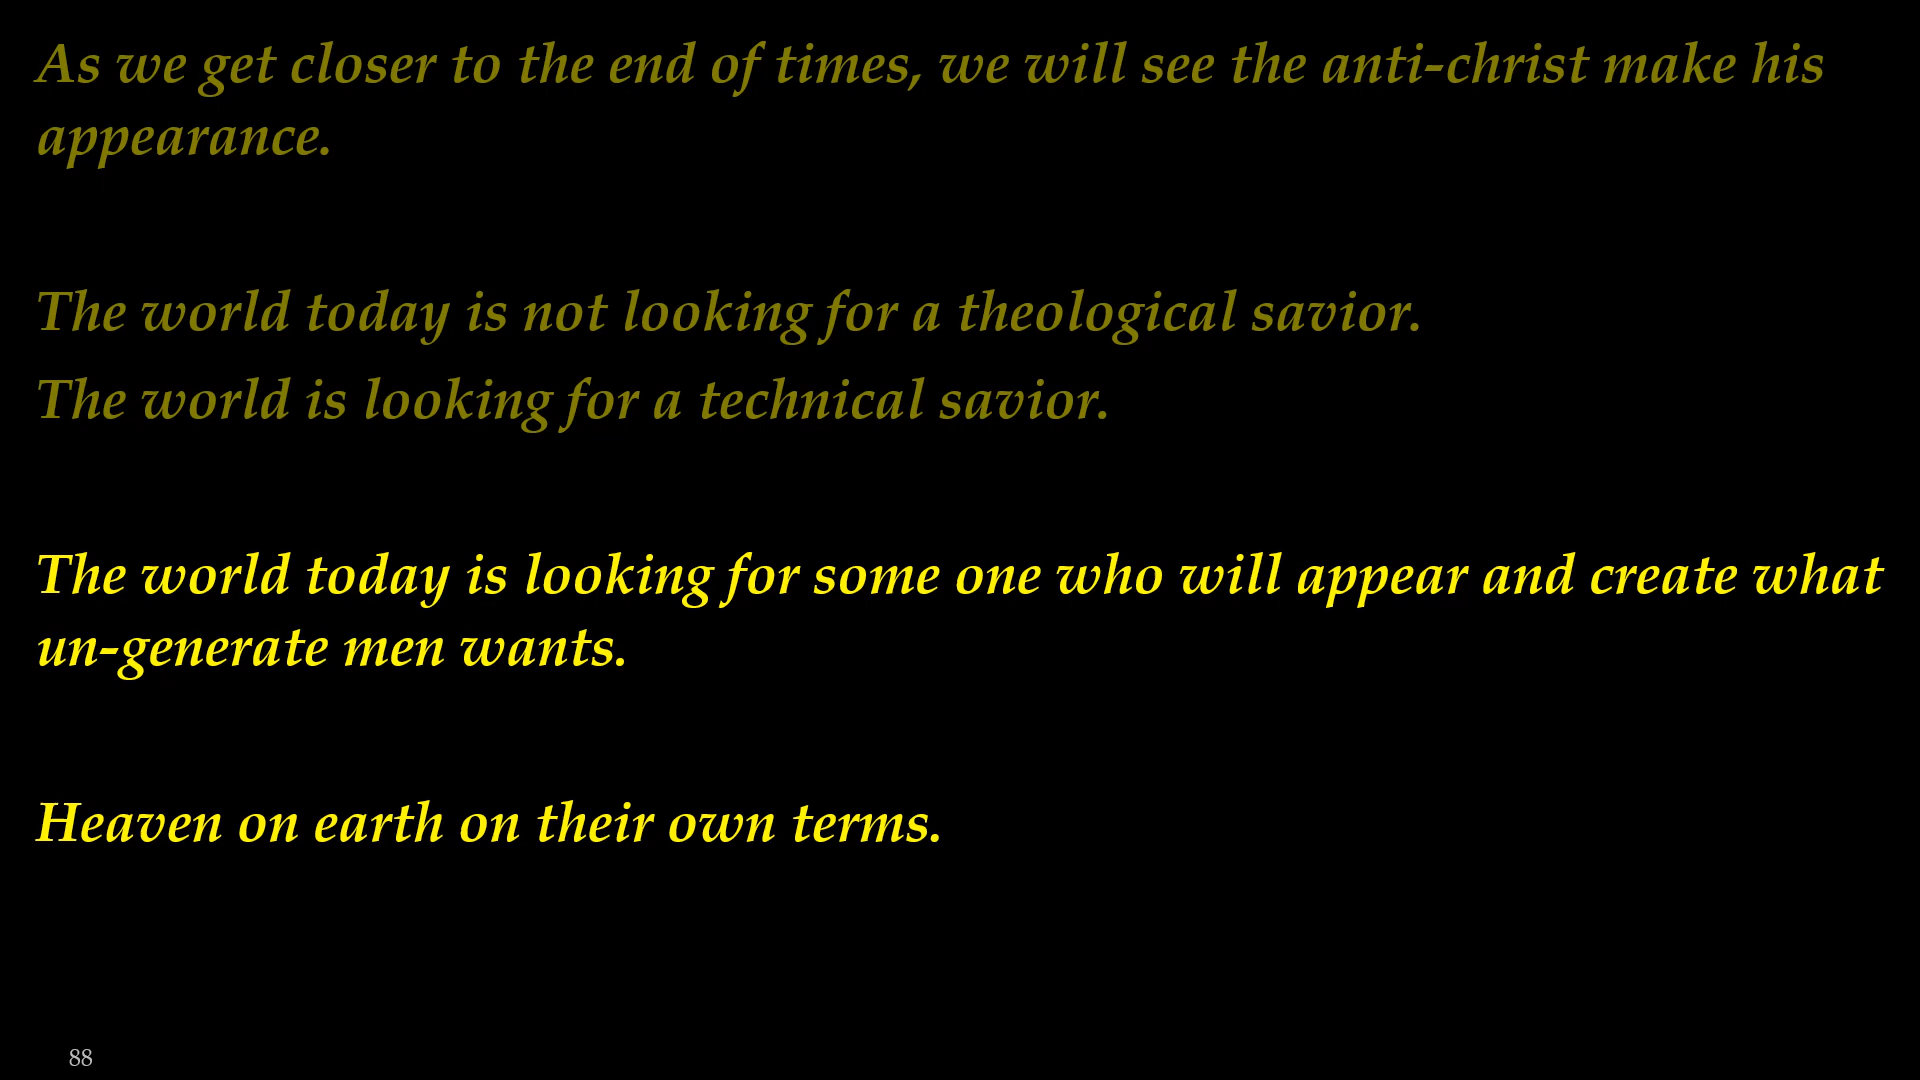 As we get closer to the end of times, we will see the anti-christ make his
appearance.
The world today is not looking for a theological savior.
The world is looking for a technical savior.
The world today is looking for some one who will appear and create what
un-generate men wants.
Heaven on earth on their own terms.
88